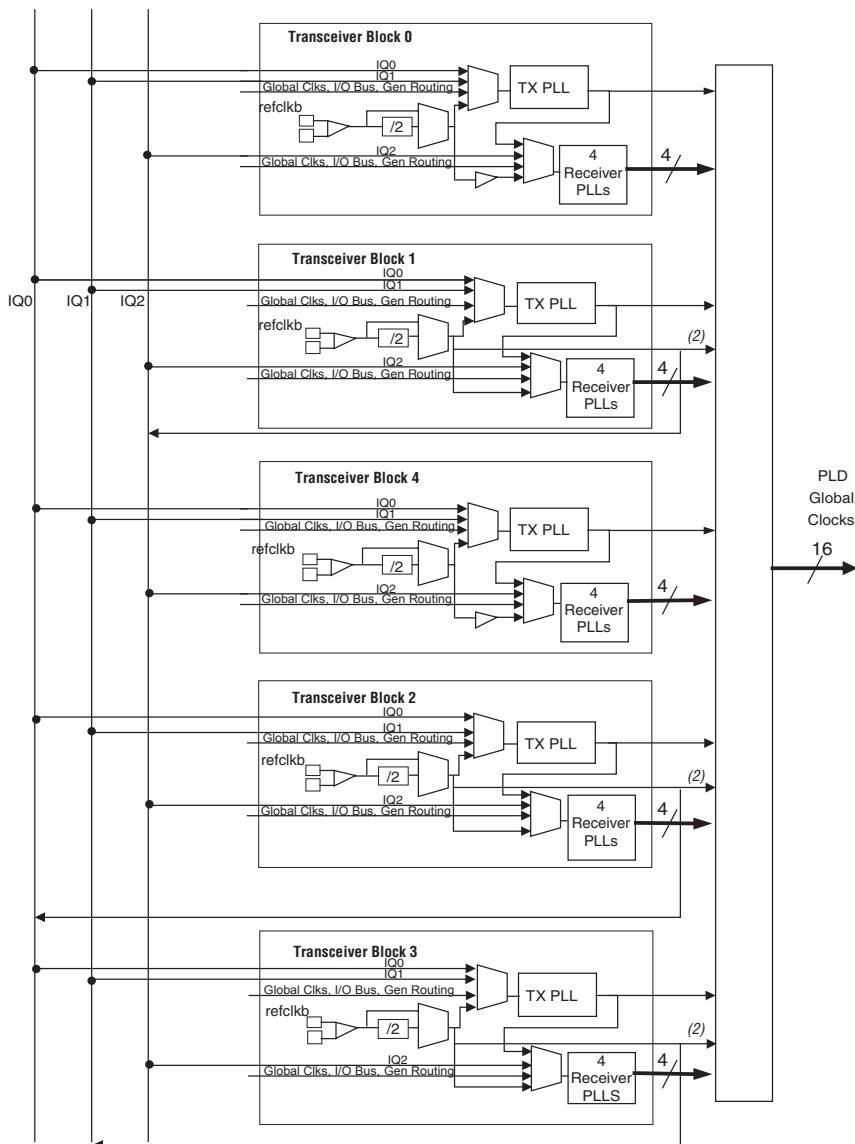 Transceiver Block 0
IQ0
IQ1
Global Clks, I/O Bus, Gen Routing
TX PLL
refclkb
/2
IQ2
Global Clks, I/O Bus, Gen Routing
4
Receiver
PLLs
4
Transceiver Block 1
IQ0
IQ1
IQ0
IQ1
IQ2
Global Clks, I/O Bus, Gen Routing
TX PLL
refclkb
/2
(2)
IQ2
Global Clks, I/O Bus, Gen Routing
4
Receiver
PLLs
4
Transceiver Block 4
IQ0
IQ1
Global Clks, I/O Bus, Gen Routing
TX PLL
refclkb
/2
IQ2
Global Clks, I/O Bus, Gen Routing
4
Receiver
PLLs
4
PLD
Global
Clocks
16
Transceiver Block 2
IQ0
IQ1
Global Clks, I/O Bus, Gen Routing
TX PLL
refclkb
/2
(2)
IQ2
Global Clks, I/O Bus, Gen Routing
4
Receiver
PLLs
4
Transceiver Block 3
IQ0
IQ1
Global Clks, I/O Bus, Gen Routing
TX PLL
refclkb
/2
(2)
IQ2
Global Clks, I/O Bus, Gen Routing
4
Receiver
PLLS
4